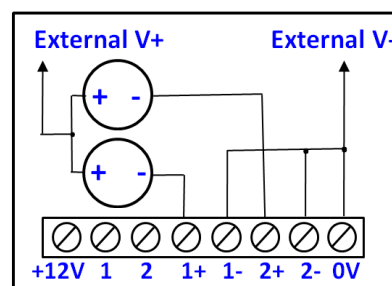 External V+ External V-
+ -
+ -
+12V 1 2 1+ 1- 2+ 2- 0V